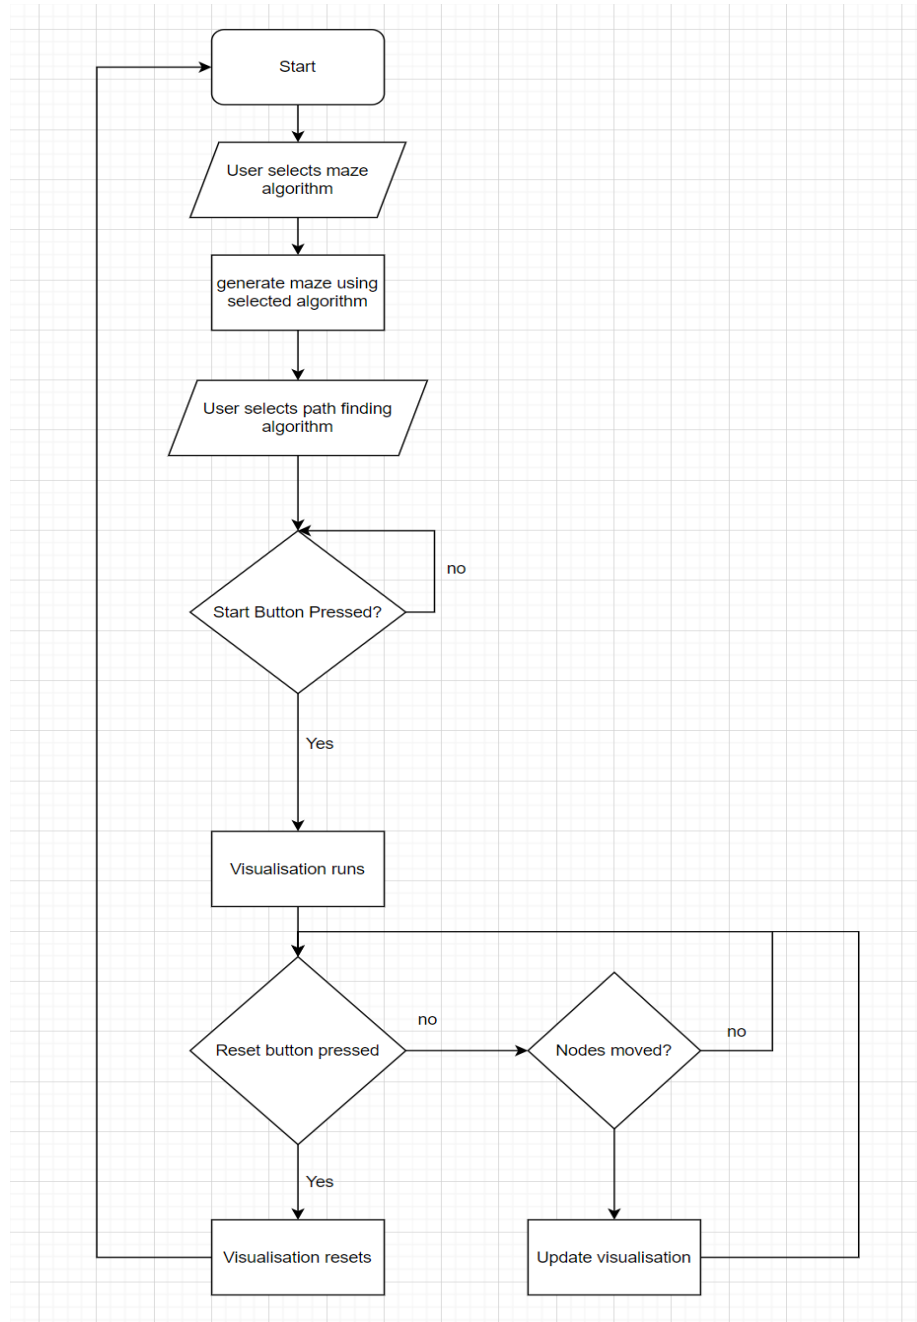 Start
User selects maze
algorithm
generate maze using
selected algorithm
User selects path finding
algorithm
no
Start Button Pressed?
Yes
Visualisation runs
no
no
Reset button pressed
Nodes moved?
Yes
Visualisation resets
Update visualisation